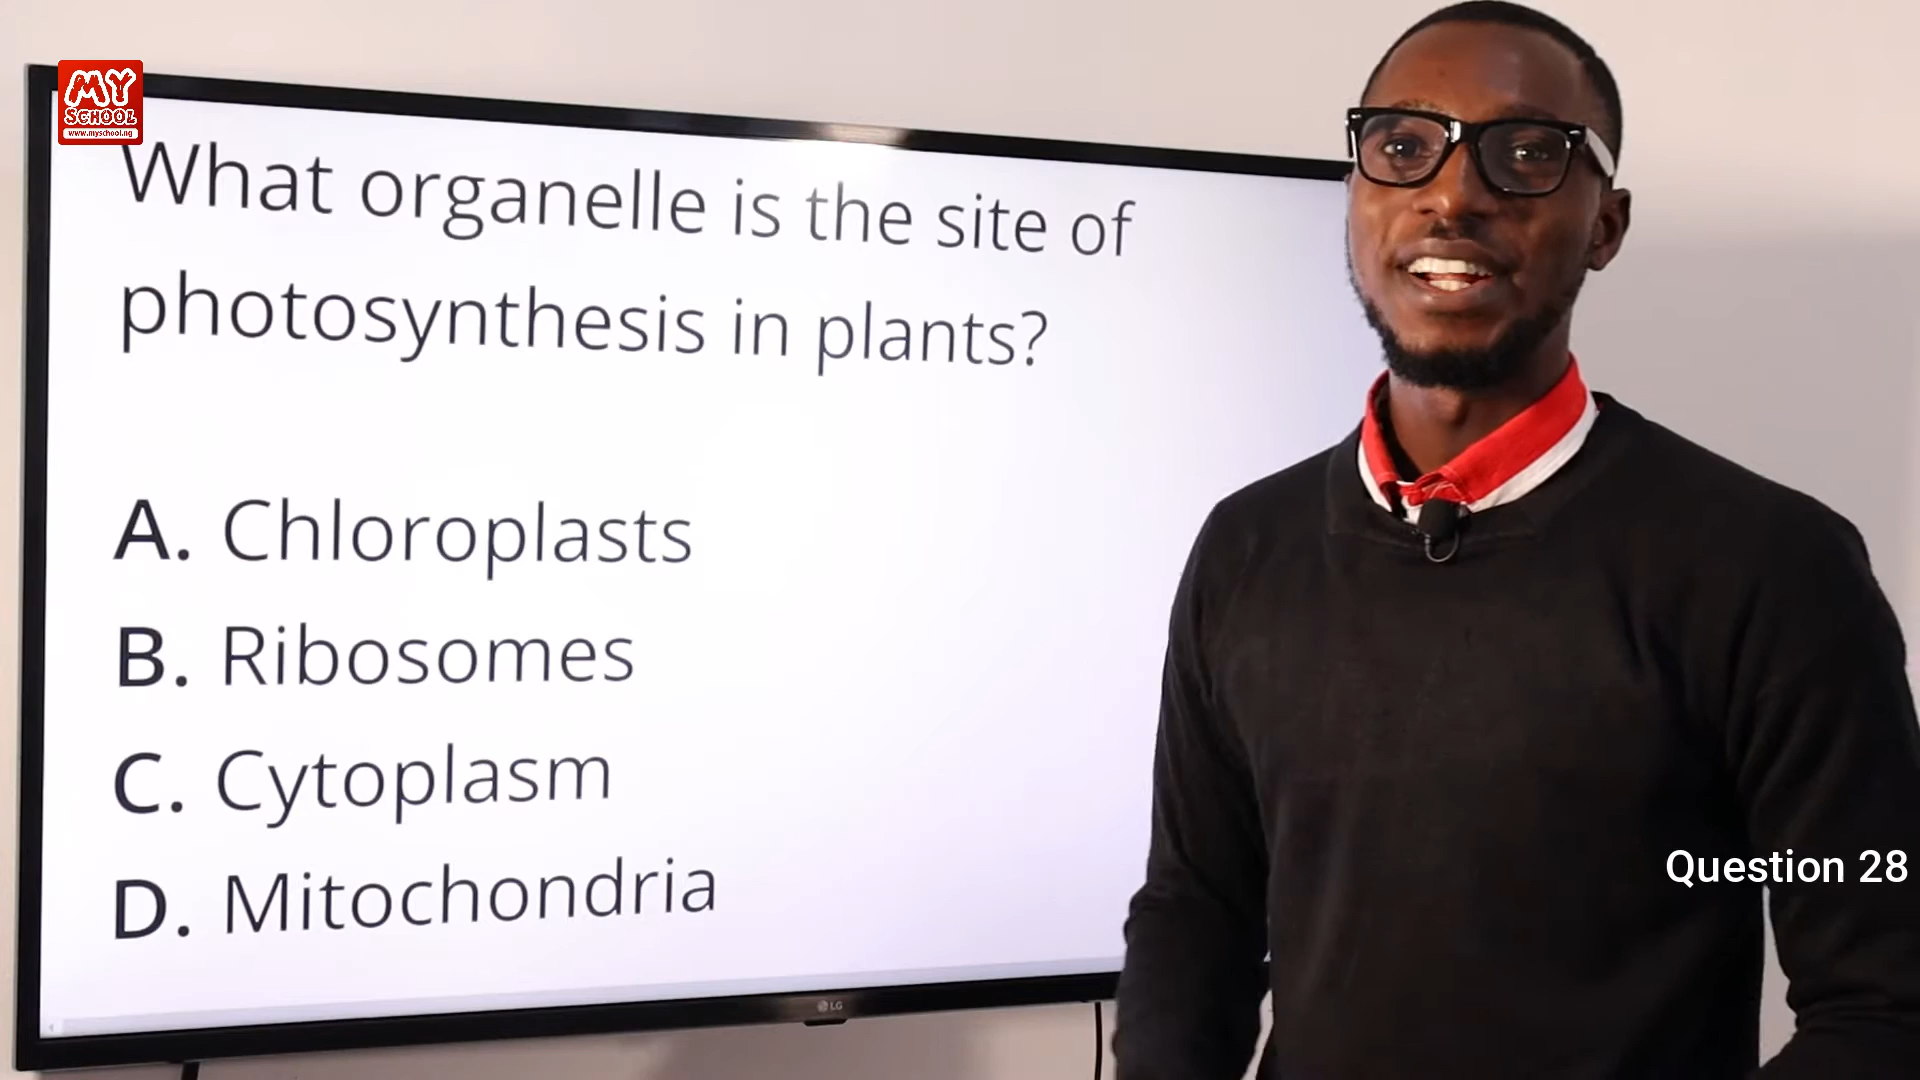 MY
SCHOOL
www.myschool.ng
What organelle is the site of
photosynthesis in plants?
A. Chloroplasts
B. Ribosomes
C. Cytoplasm
D. Mitochondria
Question 28
LG